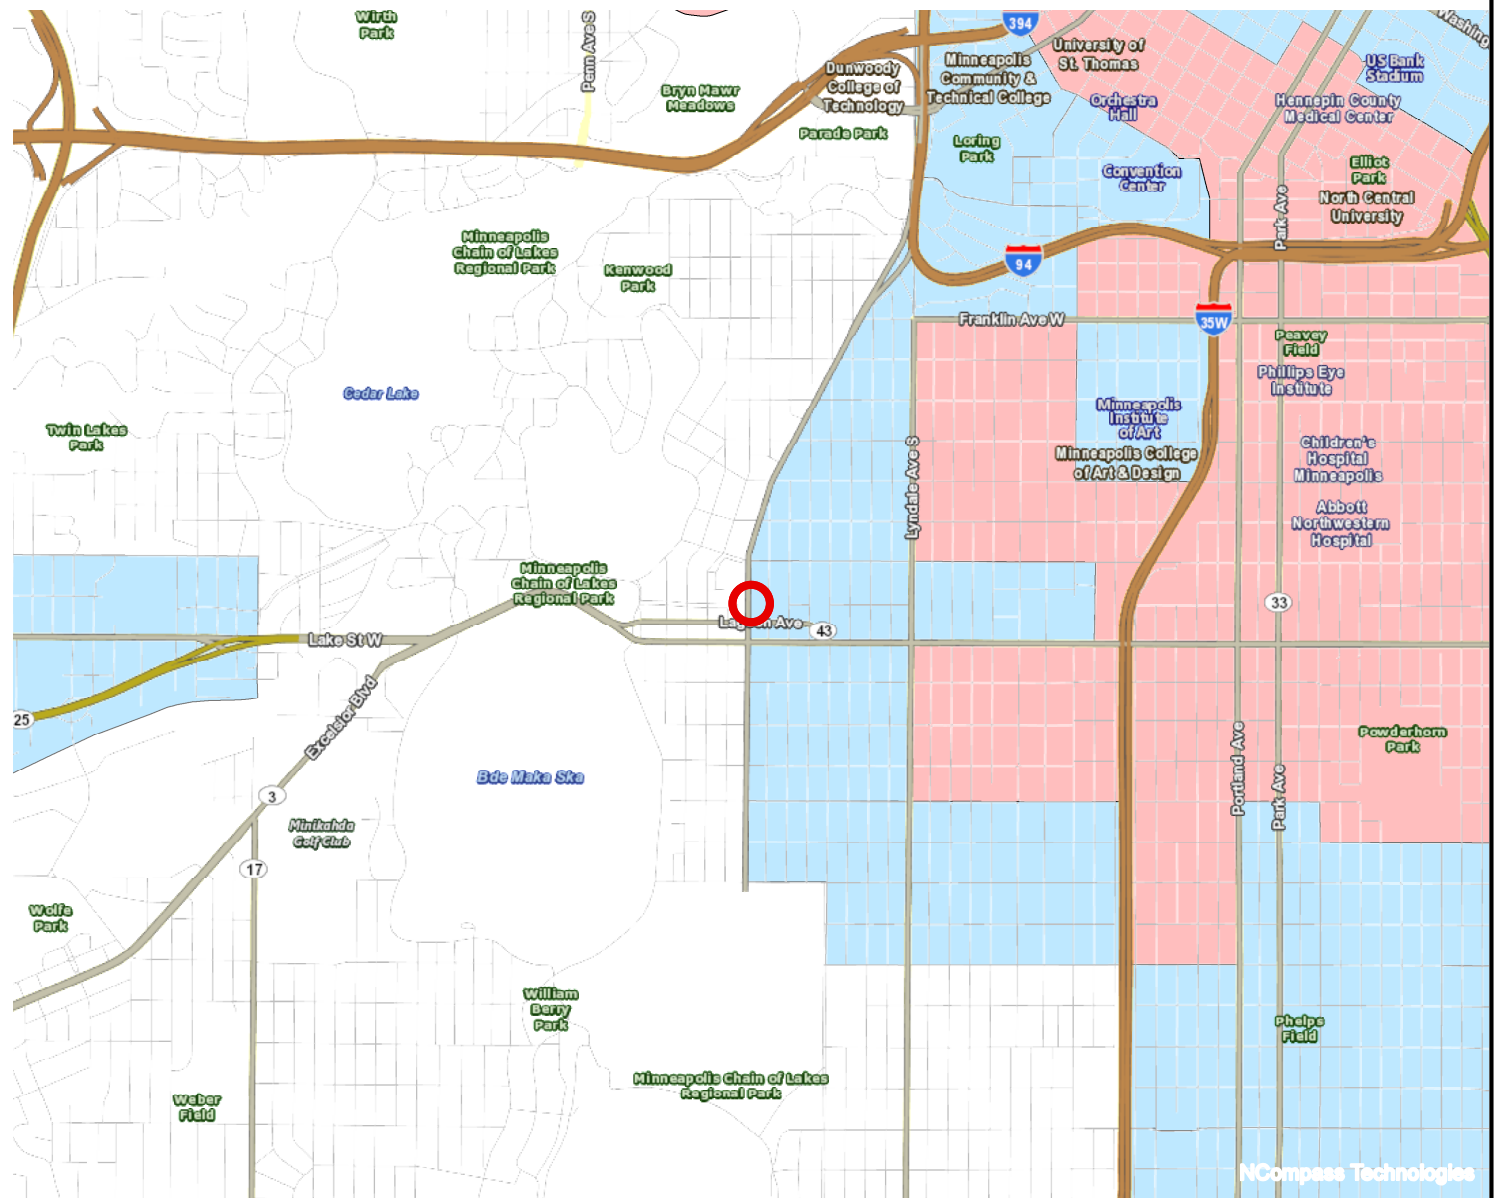 Wirth
Park
Penn Ave S
394
Washing
University of
St. Thomas
Minneapolis
Community &
Technical College
US Bank
Stadium
Dunwoody
College of
Technology
Bryn Mawr
Meadows
Orchestra
Hall
Hennepin County
Medical Center
Parade Park
Loring
Park
Convention
Center
Elliot
Park
North Central
University
Park Ave
Minneapolis
Chain of Lakes
Regional Park
Kenwood
Park
94
Franklin Ave W
35W
Peavey
Field
Phillips Eye
Institute
Cedar Lake
Minneapolis
Institute
of Art
Minneapolis College
of Art & Design
Twin Lakes
Park
Lyndale Ave S
Children's
Hospital
Minneapolis
Abbott
Northwestern
Hospital
Minneapolis
Chain of Lakes
Regional Park
33
Lagoon Ave
43
Lake St W
25
Excelsior Blvd
Bde Maka Ska
Powderhorn
Park
3
Portland Ave
Park Ave
Minikahda
Golf Club
17
Wolfe
Park
William
Berry
Park
Phelps
Field
Minneapolis Chain of Lakes
Regional Park
Weber
Field
NCompass Technologies